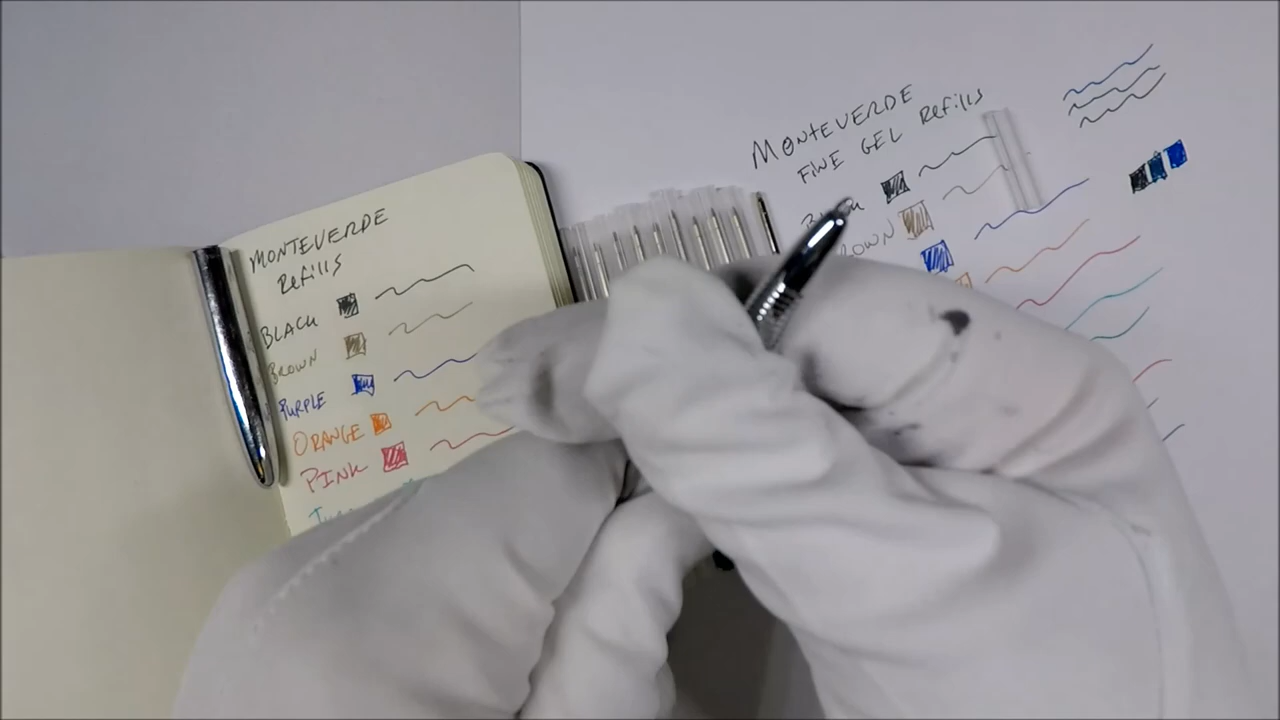 MONTEVERDE
Refills
BLACK
BROWN
PURPLE
ORANGE
PINK
MONTEVERDE
FINE GEL Refills